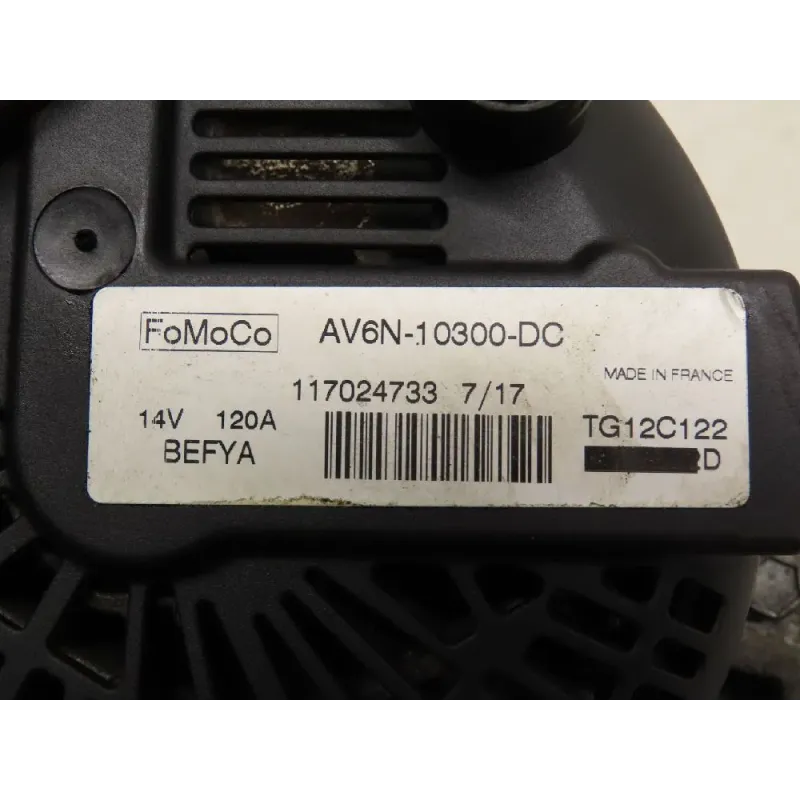 FoMoCo AV6N-10300-DC
MADE IN FRANCE
117024733 7/17
14V 120A
TG12C122
BEFYA
D